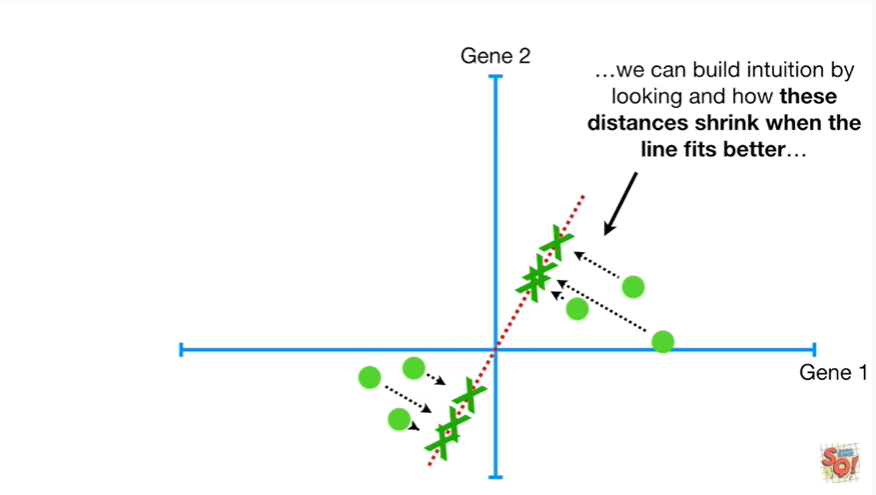 Gene 2
…we can build intuition by
looking and how these
distances shrink when the
line fits better…
Gene 1
SQ!